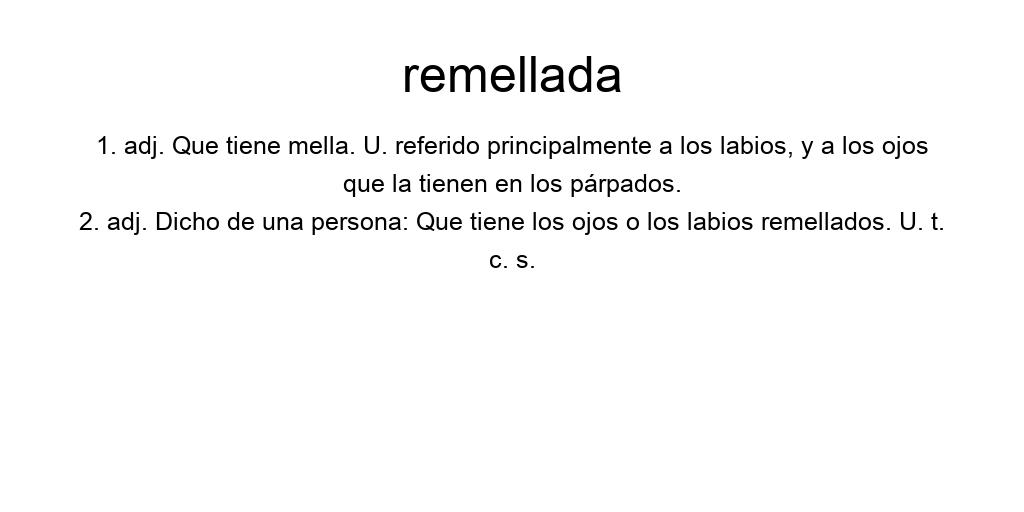 remellada
1. adj. Que tiene mella. U. referido principalmente a los labios, y a los ojos
que la tienen en los párpados.
2. adj. Dicho de una persona: Que tiene los ojos o los labios remellados. U. t.
c. s.